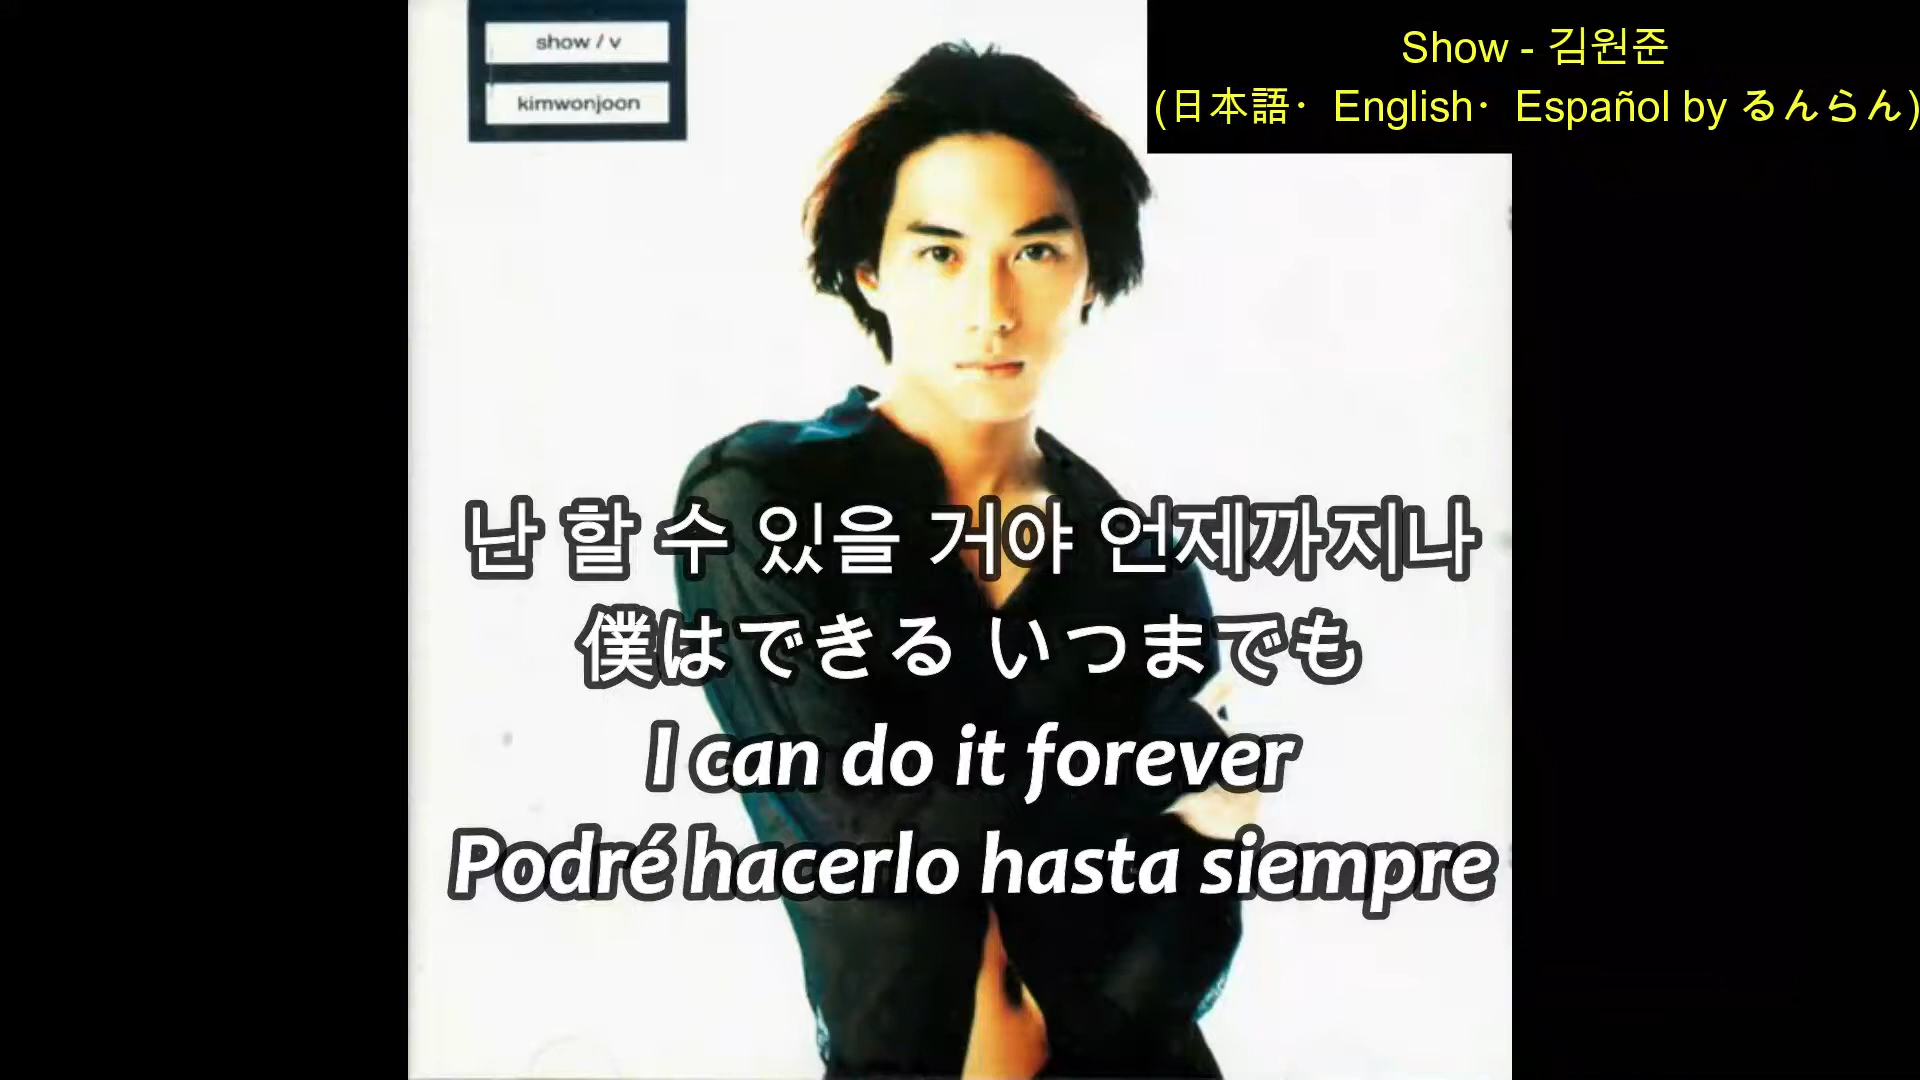 show / v
kimwonjoon
Show - 김원준
(日本語・English・Español by るんらん)
난 할 수 있을 거야 언제까지나
僕はできる いつまでも
I can do it forever
Podré hacerlo hasta siempre